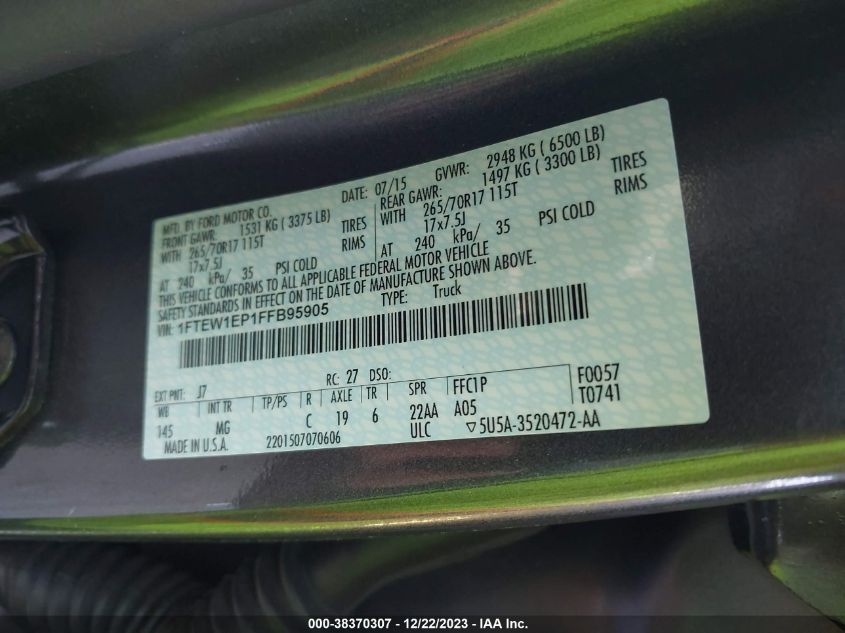 MFD. BY FORD MOTOR CO.
DATE: 07/15 GVWR: 2948 KG ( 6500 LB)
FRONT GAWR: 1531 KG ( 3375 LB) REAR GAWR: 1497 KG ( 3300 LB)
WITH 265/70R17 115T TIRES WITH 265/70R17 115T TIRES
17x7.5J RIMS 17x7.5J RIMS
AT 240 kPa/ 35 PSI COLD AT 240 kPa/ 35 PSI COLD
THIS VEHICLE CONFORMS TO ALL APPLICABLE FEDERAL MOTOR VEHICLE
SAFETY STANDARDS IN EFFECT ON THE DATE OF MANUFACTURE SHOWN ABOVE.
VIN: 1FTEW1EP1FFB95905 TYPE: Truck
EXT PNT: J7 RC: 27 DSO: F0057
WB INT TR TP/PS R AXLE TR SPR FFC1P T0741
145 MG C 19 6 22AA A05
MADE IN U.S.A. 2201507070606 ULC ▽5U5A-3520472-AA
000-38370307 - 12/22/2023 - IAA Inc.